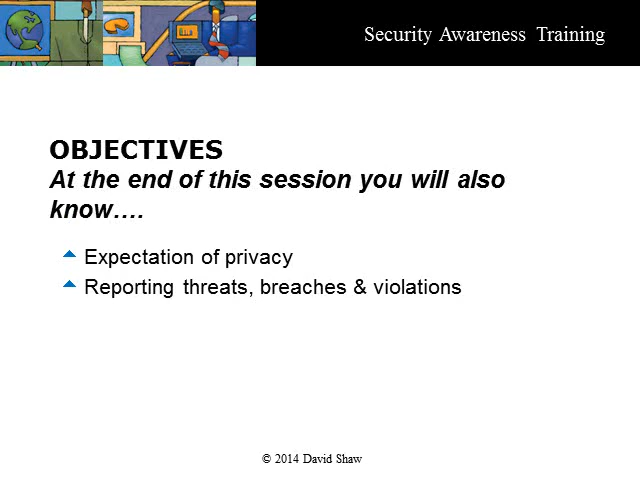 Security Awareness Training
OBJECTIVES
At the end of this session you will also
know….
Expectation of privacy
Reporting threats, breaches & violations
© 2014 David Shaw